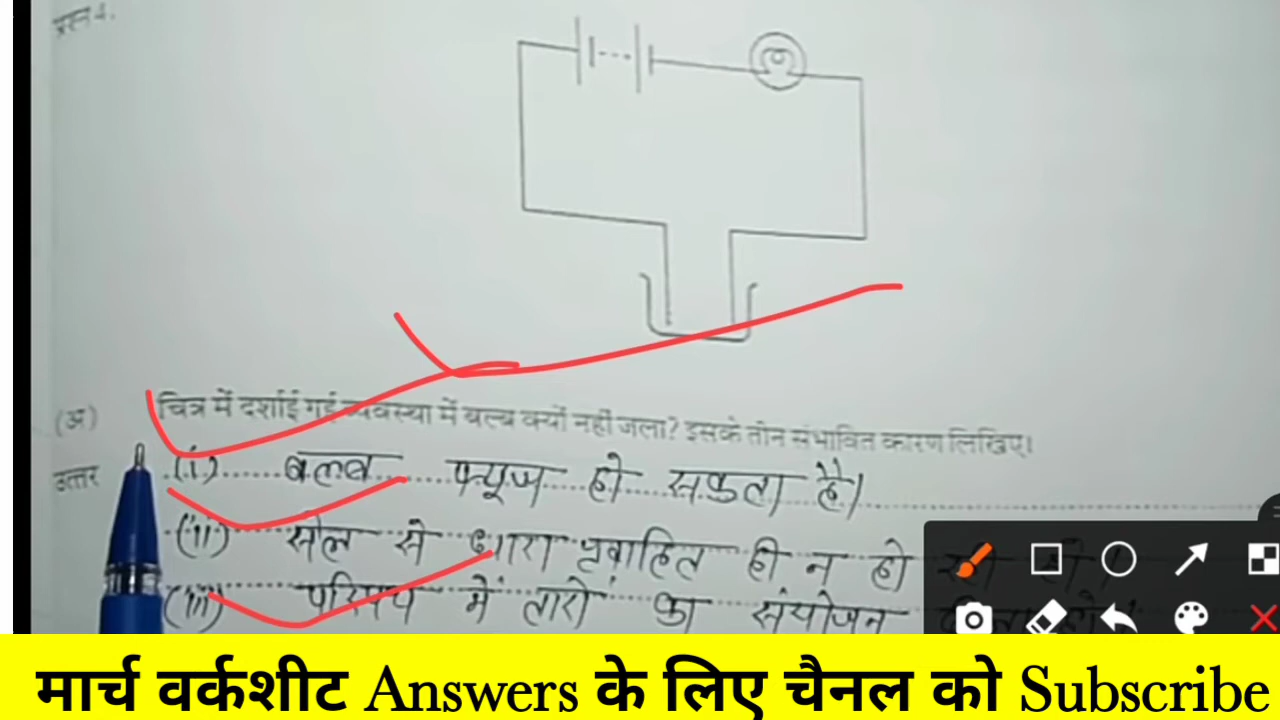 प्रश्न 4.
(अ) चित्र में दर्शाई गई व्यवस्था में बल्ब क्यों नहीं जला? इसके तीन संभावित कारण लिखिए।
उत्तर (i) बलब फ्यूज हो सकता है।
(ii) सेल से धारा प्रवाहित ही न हो
(iii) परिपथ में तारों का संयोजन
मार्च वर्कशीट Answers के लिए चैनल को Subscribe